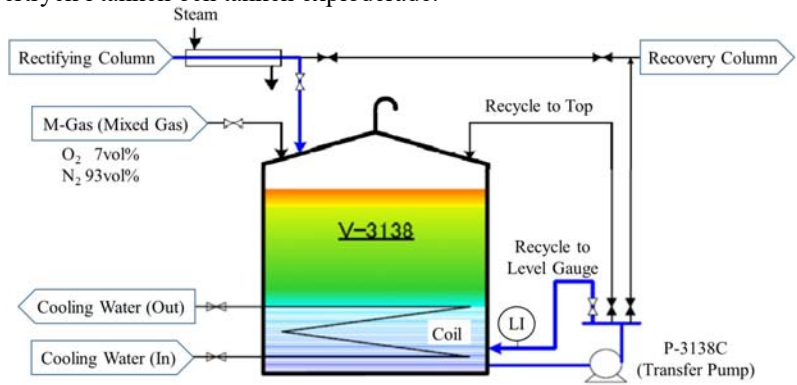 Steam
Rectifying Column
Recovery Column
M-Gas (Mixed Gas)
O₂ 7vol%
N₂ 93vol%
Recycle to Top
V-3138
Recycle to
Level Gauge
Cooling Water (Out)
Coil
LI
Cooling Water (In)
P-3138C
(Transfer Pump)